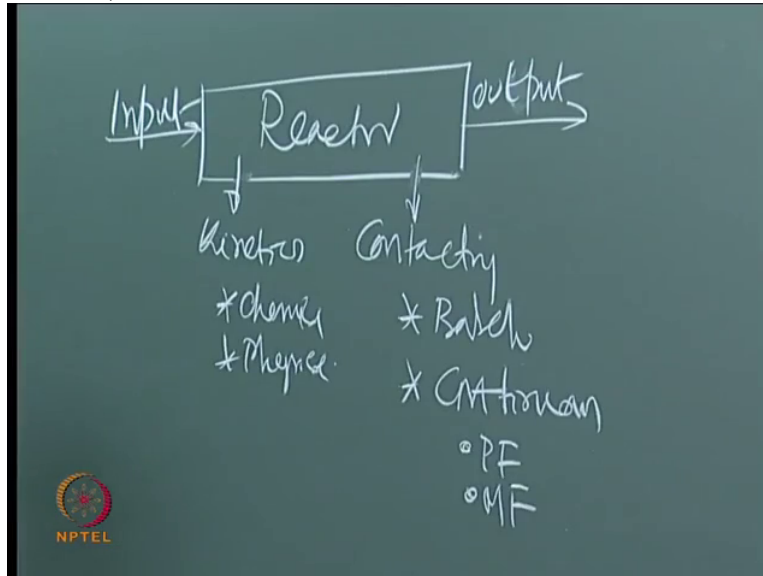 Input Reactor output
Kinetics Contacting
* Chemical * Batch
* Physical * Continuous
• PF
• MF
NPTEL